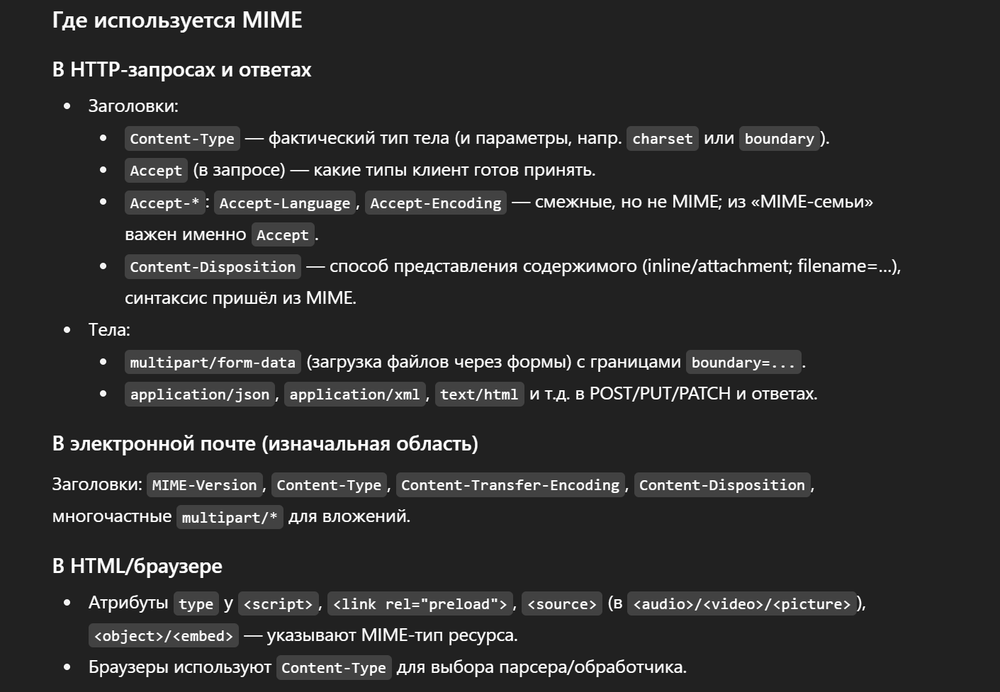 Где используется MIME
В HTTP-запросах и ответах
• Заголовки:
• Content-Type — фактический тип тела (и параметры, напр. charset или boundary).
• Accept (в запросе) — какие типы клиент готов принять.
• Accept-*: Accept-Language, Accept-Encoding — смежные, но не MIME; из «MIME-семьи»
важен именно Accept.
• Content-Disposition — способ представления содержимого (inline/attachment; filename=...),
синтаксис пришёл из MIME.
• Тела:
• multipart/form-data (загрузка файлов через формы) с границами boundary=....
• application/json, application/xml, text/html и т.д. в POST/PUT/PATCH и ответах.
В электронной почте (изначальная область)
Заголовки: MIME-Version, Content-Type, Content-Transfer-Encoding, Content-Disposition,
многочастные multipart/* для вложений.
В HTML/браузере
• Атрибуты type у <script>, <link rel="preload">, <source> (в <audio>/<video>/<picture>),
<object>/<embed> — указывают MIME-тип ресурса.
• Браузеры используют Content-Type для выбора парсера/обработчика.